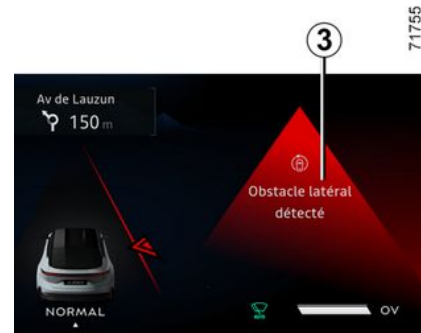 71755
3
Av de Lauzun
150 m
Obstacle latéral
détecté
NORMAL
OV